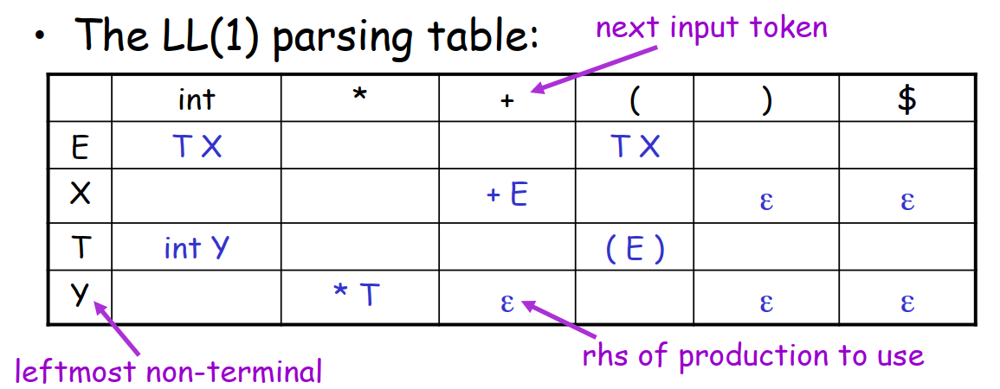 • The LL(1) parsing table:
next input token
int * + ( ) $
E T X T X
X + E ε ε
T int Y ( E )
Y * T ε ε ε
leftmost non-terminal
rhs of production to use